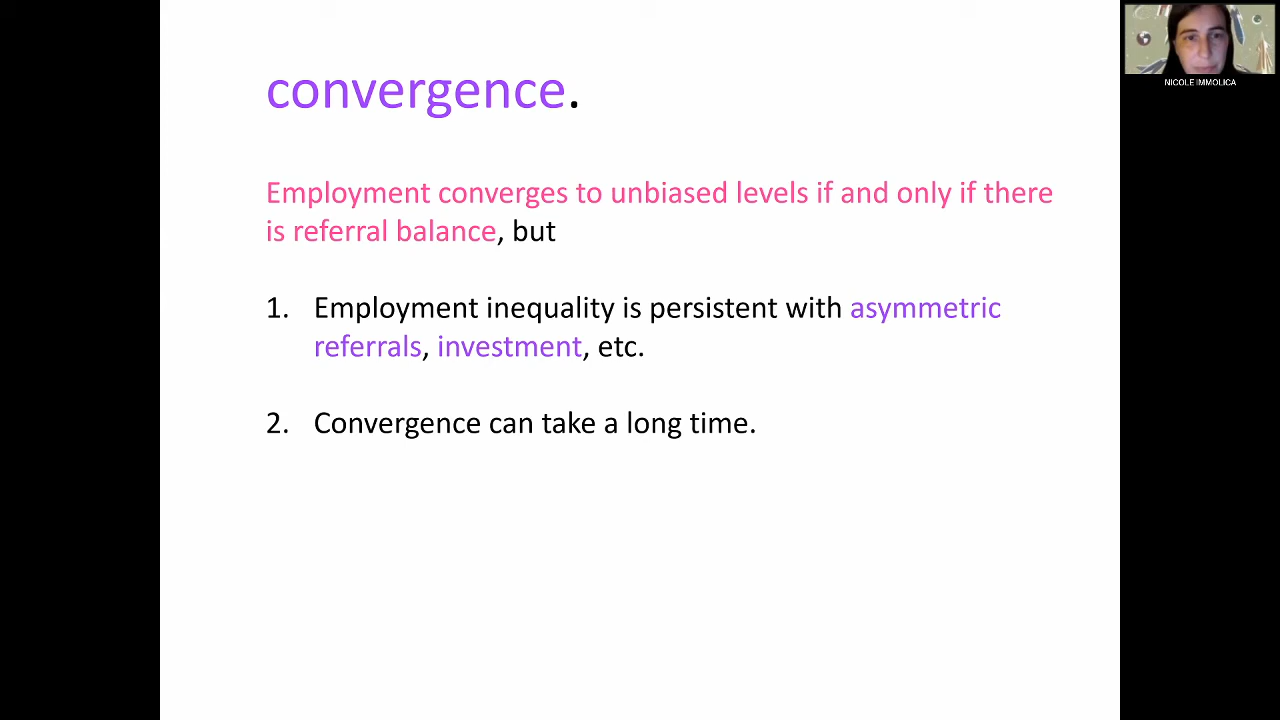 convergence.
NICOLE IMMOLICA
Employment converges to unbiased levels if and only if there
is referral balance, but
1. Employment inequality is persistent with asymmetric
referrals, investment, etc.
2. Convergence can take a long time.